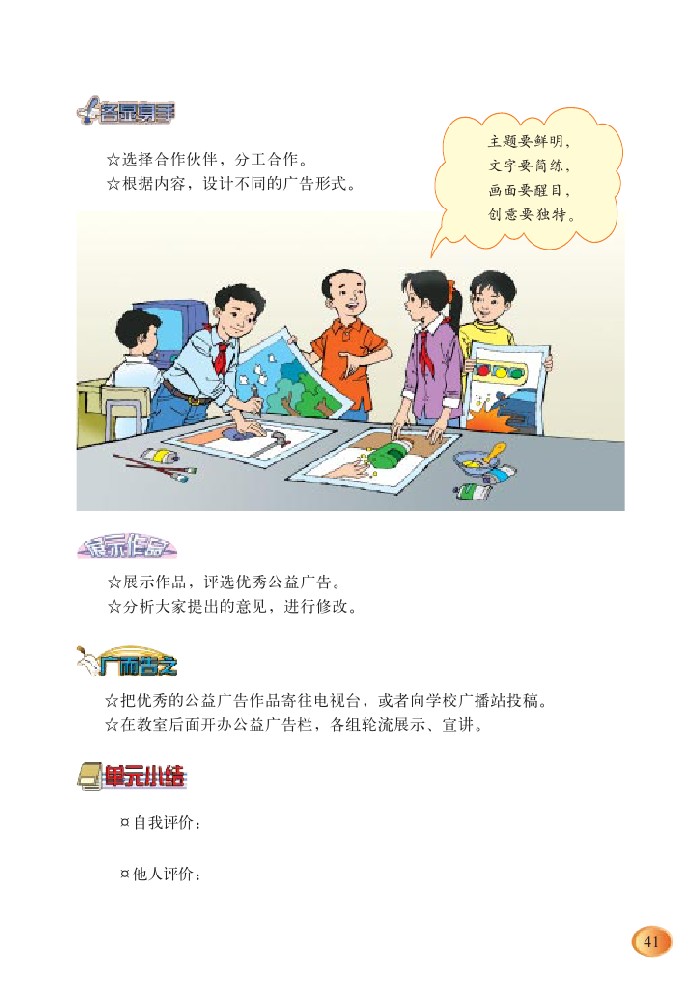 各显身手
☆选择合作伙伴，分工合作。
☆根据内容，设计不同的广告形式。
主题要鲜明，
文字要简练，
画面要醒目，
创意要独特。
展示作品
☆展示作品，评选优秀公益广告。
☆分析大家提出的意见，进行修改。
广而告之
☆把优秀的公益广告作品寄往电视台，或者向学校广播站投稿。
☆在教室后面开办公益广告栏，各组轮流展示、宣讲。
单元小结
¤自我评价：
¤他人评价：
41